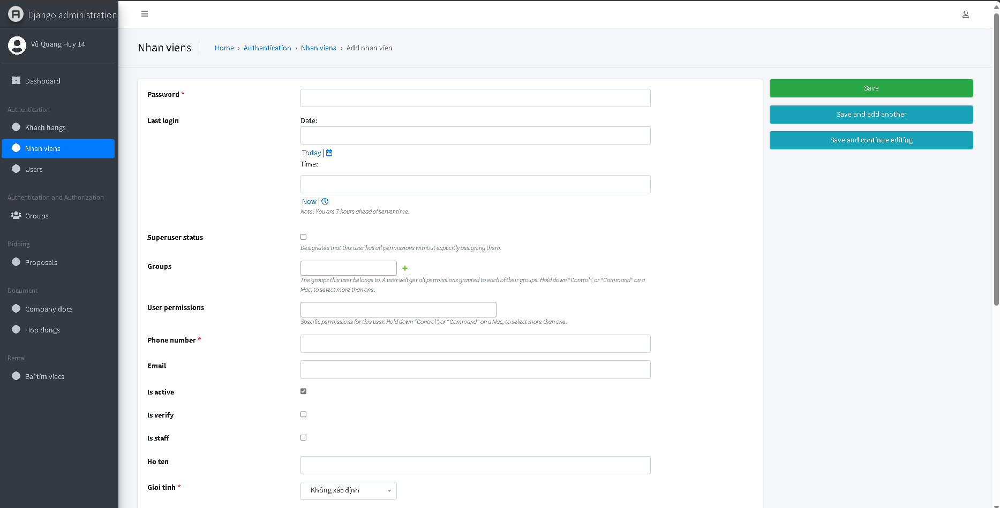 Django administration
Vũ Quang Huy 14
Dashboard
Authentication
Khach hangs
Nhan viens
Users
Authentication and Authorization
Groups
Bidding
Proposals
Document
Company docs
Hop dongs
Rental
Bai tim viecs
Nhan viens
Home › Authentication › Nhan viens › Add nhan vien
Password *
Last login
Date:
Today |
Time:
Now |
Note: You are 7 hours ahead of server time.
Superuser status
Designates that this user has all permissions without explicitly assigning them.
Groups
The groups this user belongs to. A user will get all permissions granted to each of their groups. Hold down “Control”, or “Command” on a
Mac, to select more than one.
User permissions
Specific permissions for this user. Hold down “Control”, or “Command” on a Mac, to select more than one.
Phone number *
Email
Is active
Is verify
Is staff
Ho ten
Gioi tinh *
Không xác định
Save
Save and add another
Save and continue editing